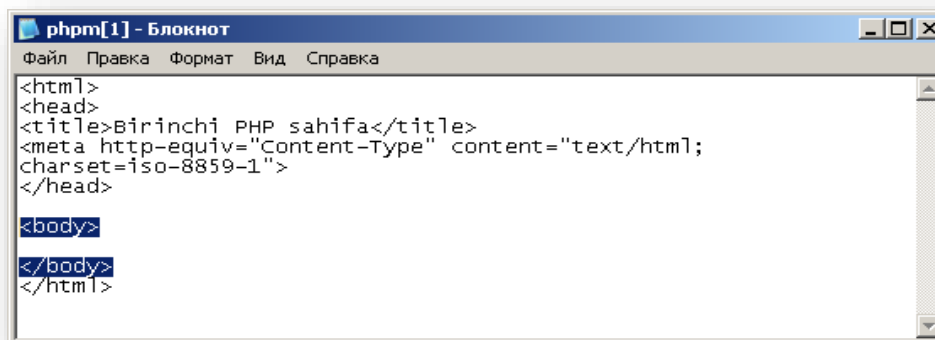 phpm[1] - Блокнот
Файл Правка Формат Вид Справка
<html>
<head>
<title>Birinchi PHP sahifa</title>
<meta http-equiv="Content-Type" content="text/html;
charset=iso-8859-1">
</head>
<body>
</body>
</html>